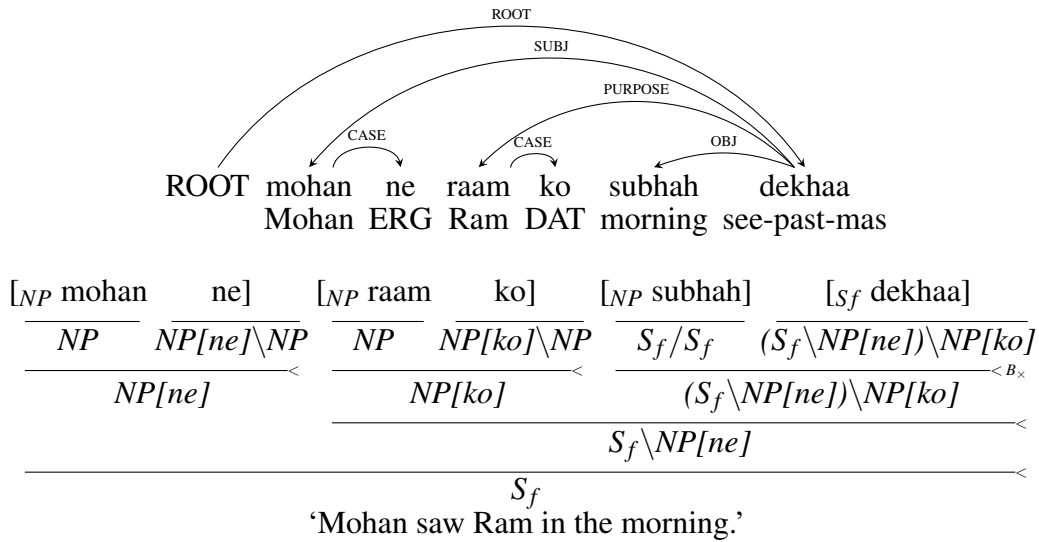 ROOT
SUBJ
PURPOSE
CASE CASE OBJ
ROOT mohan ne raam ko subhah dekhaa
Mohan ERG Ram DAT morning see-past-mas
[NP mohan ne] [NP raam ko] [NP subhah] [Sf dekhaa]
NP NP[ne]\NP NP NP[ko]\NP Sf/Sf (Sf\NP[ne])\NP[ko]
< < < B×
NP[ne] NP[ko] (Sf\NP[ne])\NP[ko]
<
Sf\NP[ne]
<
Sf
‘Mohan saw Ram in the morning.’